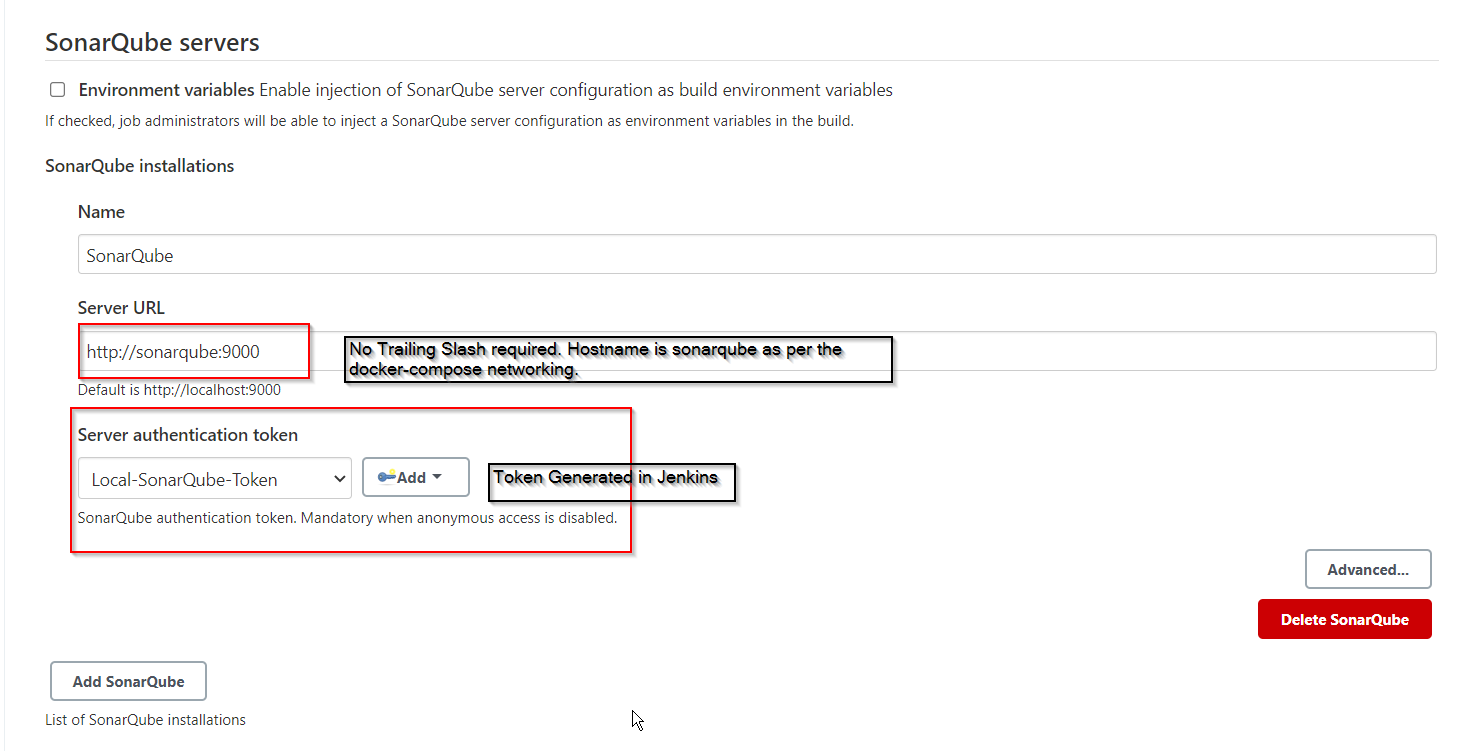 SonarQube servers
Environment variables Enable injection of SonarQube server configuration as build environment variables
If checked, job administrators will be able to inject a SonarQube server configuration as environment variables in the build.
SonarQube installations
Name
SonarQube
Server URL
http://sonarqube:9000
No Trailing Slash required. Hostname is sonarqube as per the
docker-compose networking.
Default is http://localhost:9000
Server authentication token
Local-SonarQube-Token
Add
Token Generated in Jenkins
SonarQube authentication token. Mandatory when anonymous access is disabled.
Advanced...
Delete SonarQube
Add SonarQube
List of SonarQube installations